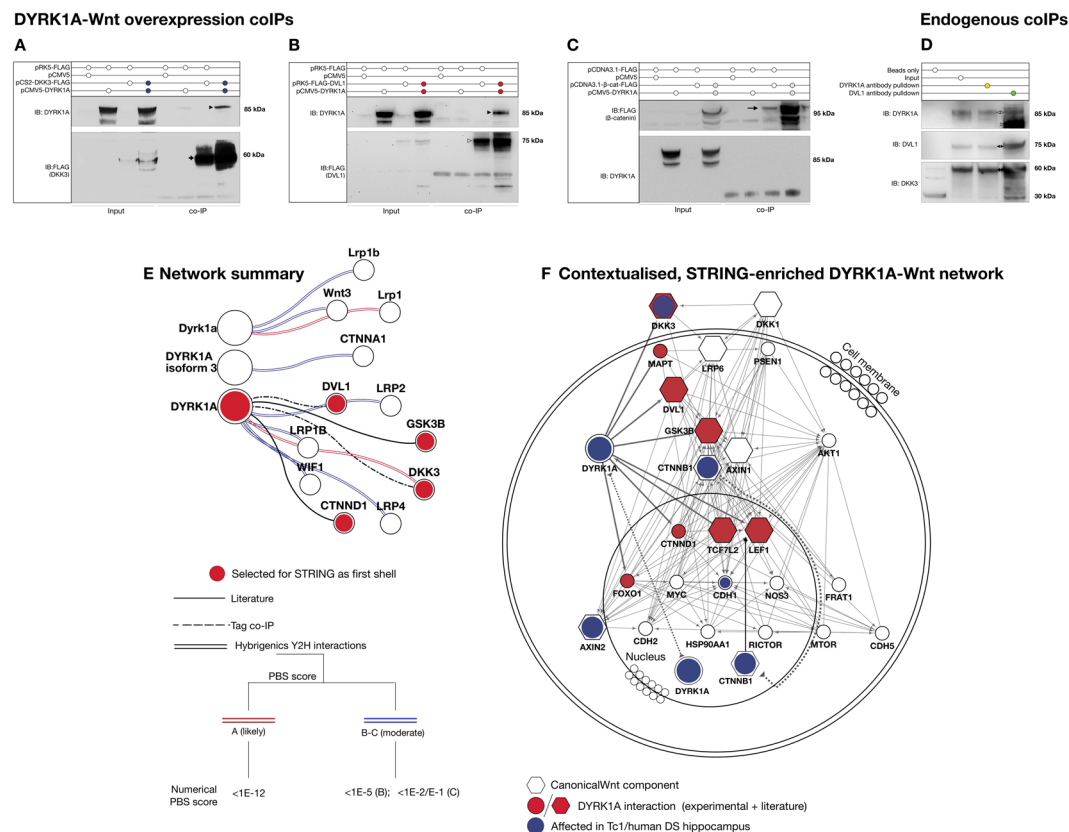 DYRK1A-Wnt overexpression coIPs
Endogenous coIPs
A
pRK5-FLAG
pCMV5
pCS2-DKK3-FLAG
pCMV5-DYRK1A
IB: DYRK1A
85 kDa
60 kDa
IB:FLAG
(DKK3)
Input
co-IP
B
pRK5-FLAG
pCMV5
pRK5-FLAG-DVL1
pCMV5-DYRK1A
IB: DYRK1A
85 kDa
75 kDa
IB:FLAG
(DVL1)
Input
co-IP
C
pCDNA3.1-FLAG
pCMV5
pCDNA3.1-β-cat-FLAG
pCMV5-DYRK1A
IB:FLAG
(ß-catenin)
95 kDa
85 kDa
IB: DYRK1A
Input
co-IP
D
Beads only
Input
DYRK1A antibody pulldown
DVL1 antibody pulldown
IB: DYRK1A
85 kDa
IB: DVL1
75 kDa
60 kDa
IB: DKK3
30 kDa
E Network summary
Lrp1b
Wnt3
Lrp1
Dyrk1a
CTNNA1
DYRK1A
isoform 3
DVL1
LRP2
DYRK1A
GSK3B
LRP1B
DKK3
WIF1
CTNND1
LRP4
Selected for STRING as first shell
Literature
Tag co-IP
Hybrigenics Y2H interactions
PBS score
A (likely)
B-C (moderate)
Numerical
PBS score
<1E-12
<1E-5 (B); <1E-2/E-1 (C)
F Contextualised, STRING-enriched DYRK1A-Wnt network
DKK3
DKK1
Cell membrane
MAPT
LRP6
PSEN1
DVL1
GSK3B
AKT1
DYRK1A
CTNNB1
AXIN1
CTNND1
TCF7L2
LEF1
FOXO1
MYC
CDH1
NOS3
FRAT1
AXIN2
CDH2
HSP90AA1
RICTOR
MTOR
CDH5
Nucleus
DYRK1A
CTNNB1
CanonicalWnt component
/ DYRK1A interaction (experimental + literature)
Affected in Tc1/human DS hippocampus